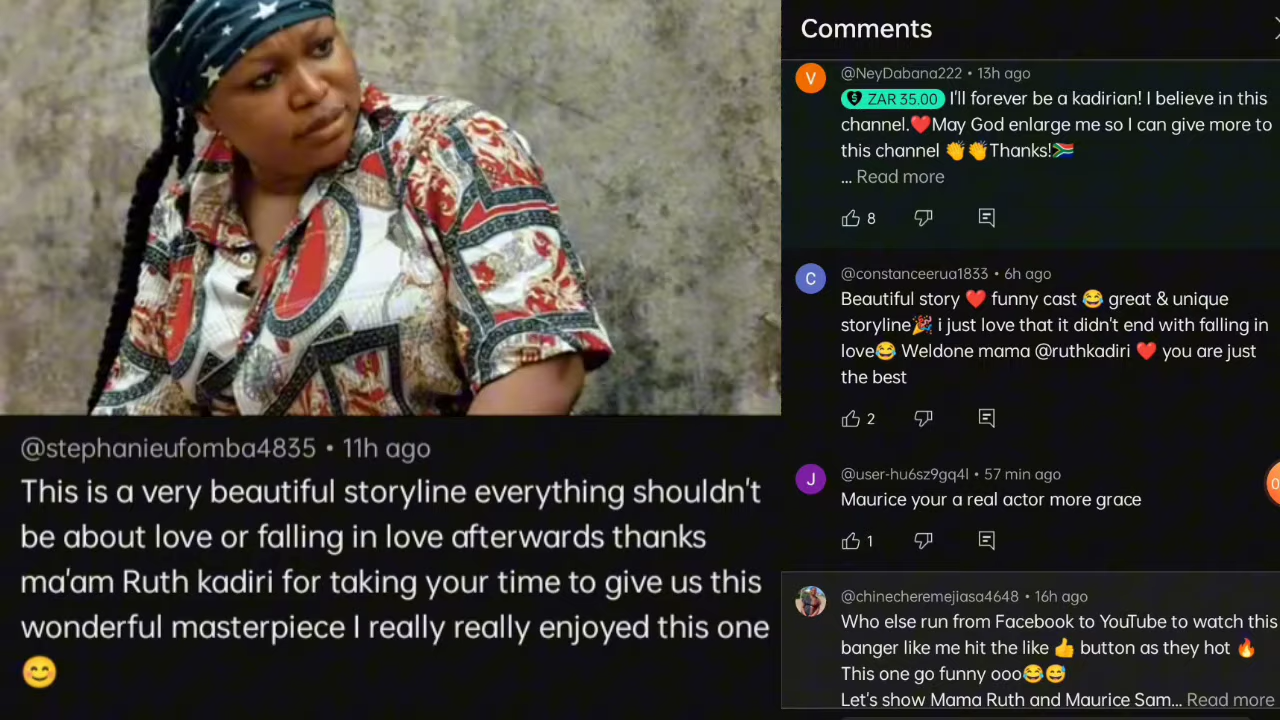 @stephanieufomba4835 • 11h ago
This is a very beautiful storyline everything shouldn't
be about love or falling in love afterwards thanks
ma'am Ruth kadiri for taking your time to give us this
wonderful masterpiece I really really enjoyed this one
😊
Comments
V
@NeyDabana222 • 13h ago
ZAR 35.00 I'll forever be a kadirian! I believe in this
channel.❤️May God enlarge me so I can give more to
this channel 👏👏Thanks!🇿🇦
... Read more
8
C
@constanceerua1833 • 6h ago
Beautiful story ❤️ funny cast 😂 great & unique
storyline🎉 i just love that it didn't end with falling in
love😂 Weldone mama @ruthkadiri ❤️ you are just
the best
2
J
@user-hu6sz9gq4l • 57 min ago
Maurice your a real actor more grace
1
@chinecheremejiasa4648 • 16h ago
Who else run from Facebook to YouTube to watch this
banger like me hit the like 👍 button as they hot 🔥
This one go funny ooo😂😅
Let's show Mama Ruth and Maurice Sam... Read more